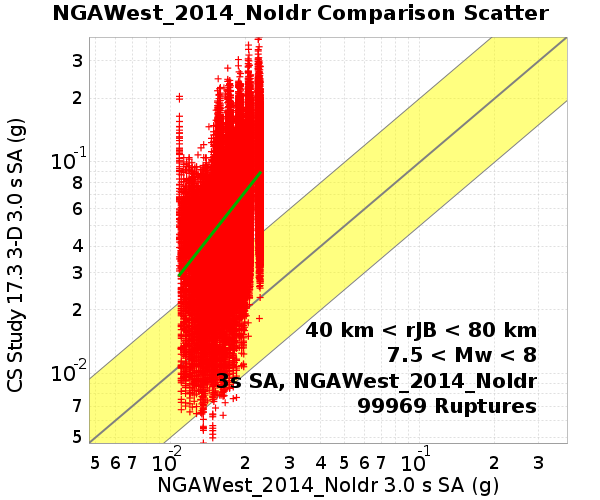 NGAWest_2014_NoIdr Comparison Scatter
CS Study 17.3 3-D 3.0 s SA (g)
3
2
10-1
8
6
4
3
2
10-2
8
7
6
5
40 km < rJB < 80 km
7.5 < Mw < 8
3s SA, NGAWest_2014_NoIdr
99969 Ruptures
5 6 7 10-2 2 3 4 5 6 7 10-1 2 3
NGAWest_2014_NoIdr 3.0 s SA (g)